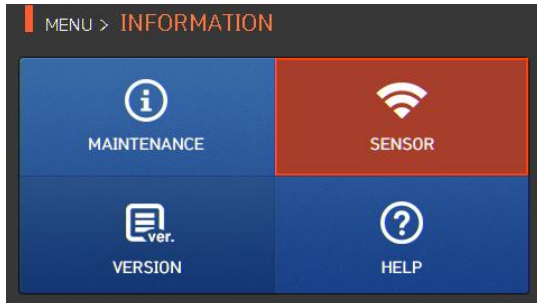 MENU > INFORMATION
MAINTENANCE
SENSOR
ver.
VERSION
HELP